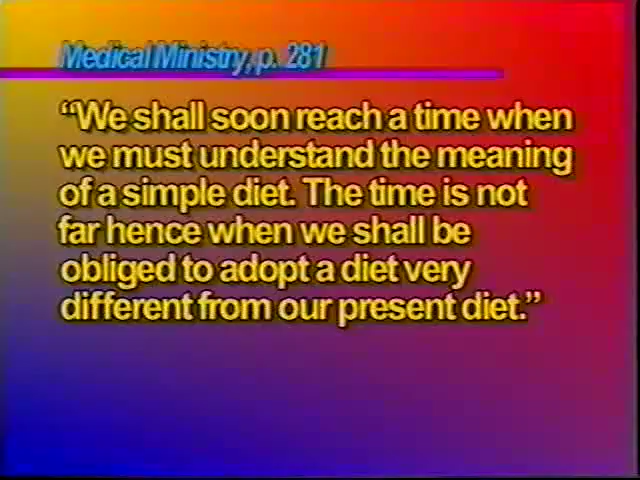 Medical Ministry, p. 281
“We shall soon reach a time when
we must understand the meaning
of a simple diet. The time is not
far hence when we shall be
obliged to adopt a diet very
different from our present diet.”